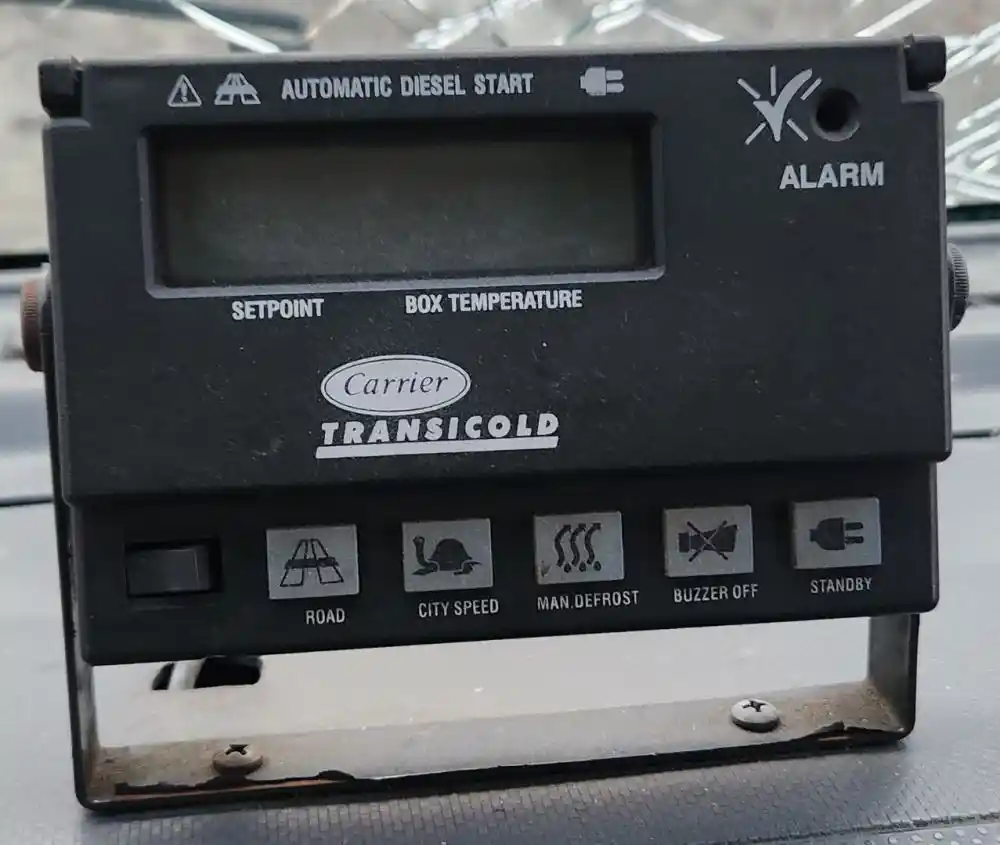 AUTOMATIC DIESEL START
ALARM
SETPOINT BOX TEMPERATURE
Carrier
TRANSICOLD
ROAD CITY SPEED MAN.DEFROST BUZZER OFF STANDBY